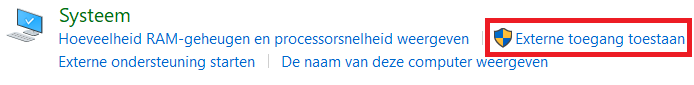 Systeem
Hoeveelheid RAM-geheugen en processorsnelheid weergeven | Externe toegang toestaan
Externe ondersteuning starten | De naam van deze computer weergeven